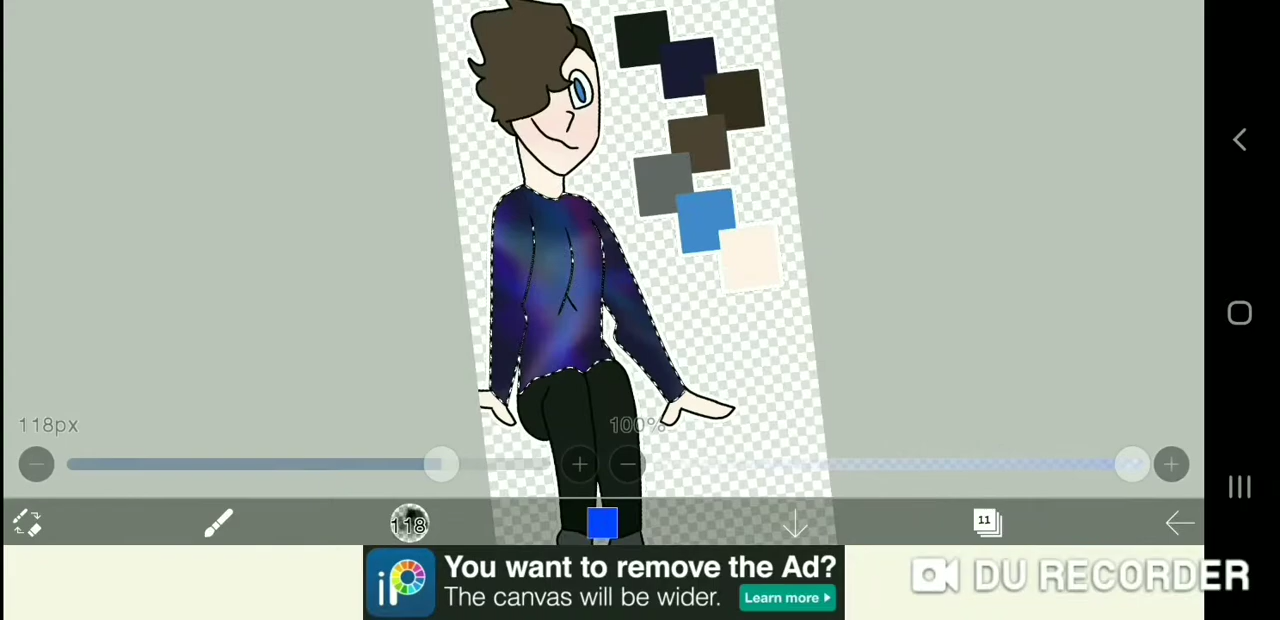 118px
100%
118
11
iP
You want to remove the Ad?
The canvas will be wider.
Learn more
DU RECORDER